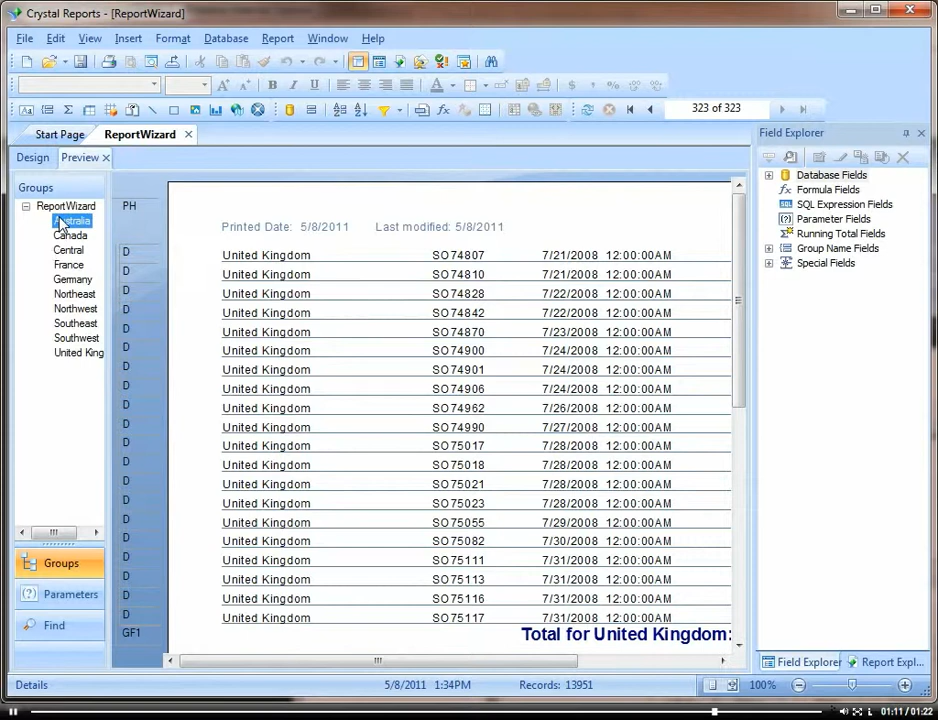 Crystal Reports - [ReportWizard]
File Edit View Insert Format Database Report Window Help
323 of 323
Start Page ReportWizard
Field Explorer
Design Preview
Groups
ReportWizard
Australia
Canada
Central
France
Germany
Northeast
Northwest
Southeast
Southwest
United King
PH
Printed Date: 5/8/2011 Last modified: 5/8/2011
D United Kingdom SO74807 7/21/2008 12:00:00AM
D United Kingdom SO74810 7/21/2008 12:00:00AM
D United Kingdom SO74828 7/22/2008 12:00:00AM
D United Kingdom SO74842 7/22/2008 12:00:00AM
D United Kingdom SO74870 7/23/2008 12:00:00AM
D United Kingdom SO74900 7/24/2008 12:00:00AM
D United Kingdom SO74901 7/24/2008 12:00:00AM
D United Kingdom SO74906 7/24/2008 12:00:00AM
D United Kingdom SO74962 7/26/2008 12:00:00AM
D United Kingdom SO74990 7/27/2008 12:00:00AM
D United Kingdom SO75017 7/28/2008 12:00:00AM
D United Kingdom SO75018 7/28/2008 12:00:00AM
D United Kingdom SO75021 7/28/2008 12:00:00AM
D United Kingdom SO75023 7/28/2008 12:00:00AM
D United Kingdom SO75055 7/29/2008 12:00:00AM
D United Kingdom SO75082 7/30/2008 12:00:00AM
D United Kingdom SO75111 7/31/2008 12:00:00AM
D United Kingdom SO75113 7/31/2008 12:00:00AM
D United Kingdom SO75116 7/31/2008 12:00:00AM
D United Kingdom SO75117 7/31/2008 12:00:00AM
GF1 Total for United Kingdom:
Database Fields
Formula Fields
SQL Expression Fields
Parameter Fields
Running Total Fields
Group Name Fields
Special Fields
Groups
Parameters
Find
Field Explorer Report Expl...
Details 5/8/2011 1:34PM Records: 13951 100%
01:11 / 01:22